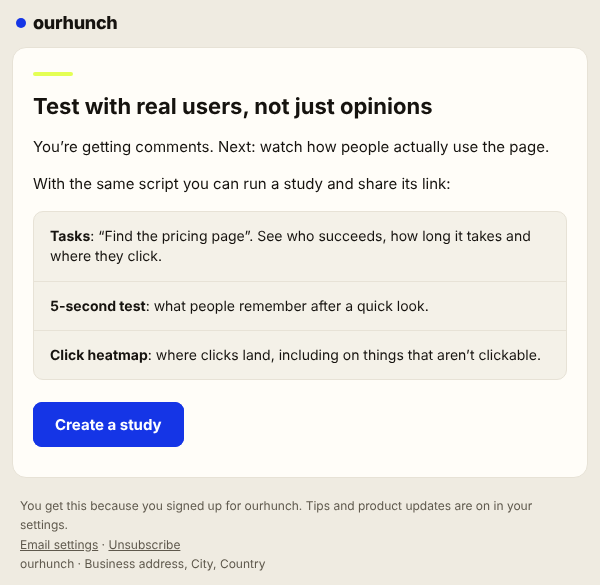 ourhunch
Test with real users, not just opinions
You’re getting comments. Next: watch how people actually use the page.
With the same script you can run a study and share its link:
Tasks: “Find the pricing page”. See who succeeds, how long it takes and
where they click.
5-second test: what people remember after a quick look.
Click heatmap: where clicks land, including on things that aren’t clickable.
Create a study
You get this because you signed up for ourhunch. Tips and product updates are on in your
settings.
Email settings · Unsubscribe
ourhunch · Business address, City, Country